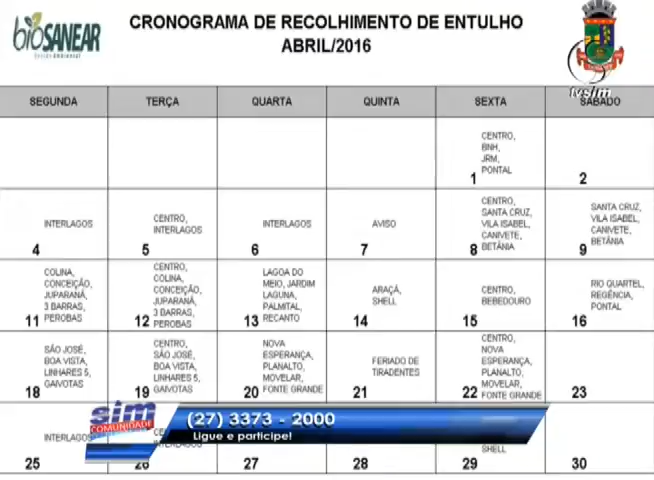 bioSANEAR
CRONOGRAMA DE RECOLHIMENTO DE ENTULHO
ABRIL/2016
tvsim
SEGUNDA TERÇA QUARTA QUINTA SEXTA SÁBADO
CENTRO,
BNH,
JRM,
PONTAL
1
2
INTERLAGOS
4
CENTRO,
INTERLAGOS
5
INTERLAGOS
6
AVISO
7
CENTRO,
SANTA CRUZ,
VILA ISABEL,
CANIVETE,
BETÂNIA
8
SANTA CRUZ,
VILA ISABEL,
CANIVETE,
BETÂNIA
9
COLINA,
CONCEIÇÃO,
JUPARANÁ,
3 BARRAS,
PEROBAS
11
CENTRO,
COLINA,
CONCEIÇÃO,
JUPARANÁ,
3 BARRAS,
PEROBAS
12
LAGOA DO
MEIO, JARDIM
LAGUNA,
PALMITAL,
RECANTO
13
ARAÇÁ,
SHELL
14
CENTRO,
BEBEDOURO
15
RIO QUARTEL,
REGÊNCIA,
PONTAL
16
SÃO JOSÉ,
BOA VISTA,
LINHARES 5,
GAIVOTAS
18
CENTRO,
SÃO JOSÉ,
BOA VISTA,
LINHARES 5,
GAIVOTAS
19
NOVA
ESPERANÇA,
PLANALTO,
MOVELAR,
FONTE GRANDE
20
FERIADO DE
TIRADENTES
21
CENTRO,
NOVA
ESPERANÇA,
PLANALTO,
MOVELAR,
FONTE GRANDE
22
23
sim
COMUNIDADE
(27) 3373 - 2000
Ligue e participe!
25
26
27
28
SHELL
29
30